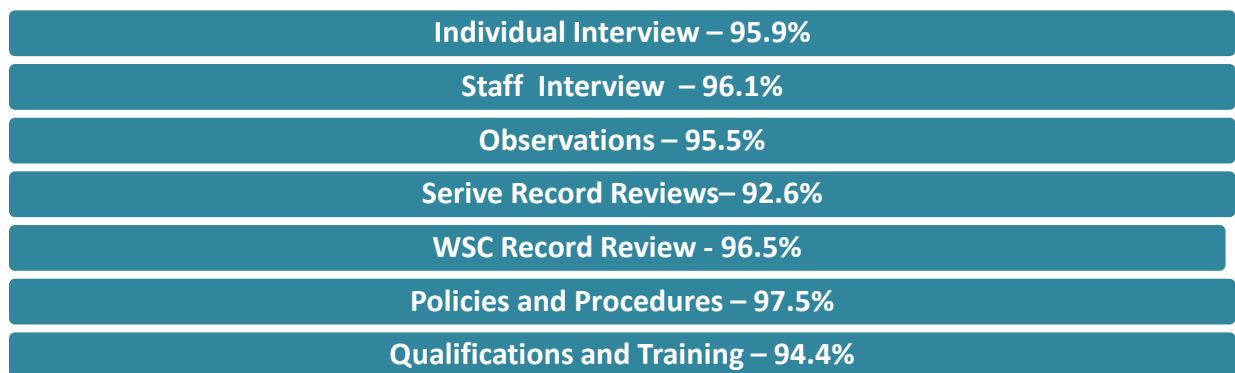 Individual Interview – 95.9%
Staff  Interview  – 96.1%
Observations – 95.5%
Serive Record Reviews– 92.6%
WSC Record Review - 96.5%
Policies and Procedures – 97.5%
Qualifications and Training – 94.4%